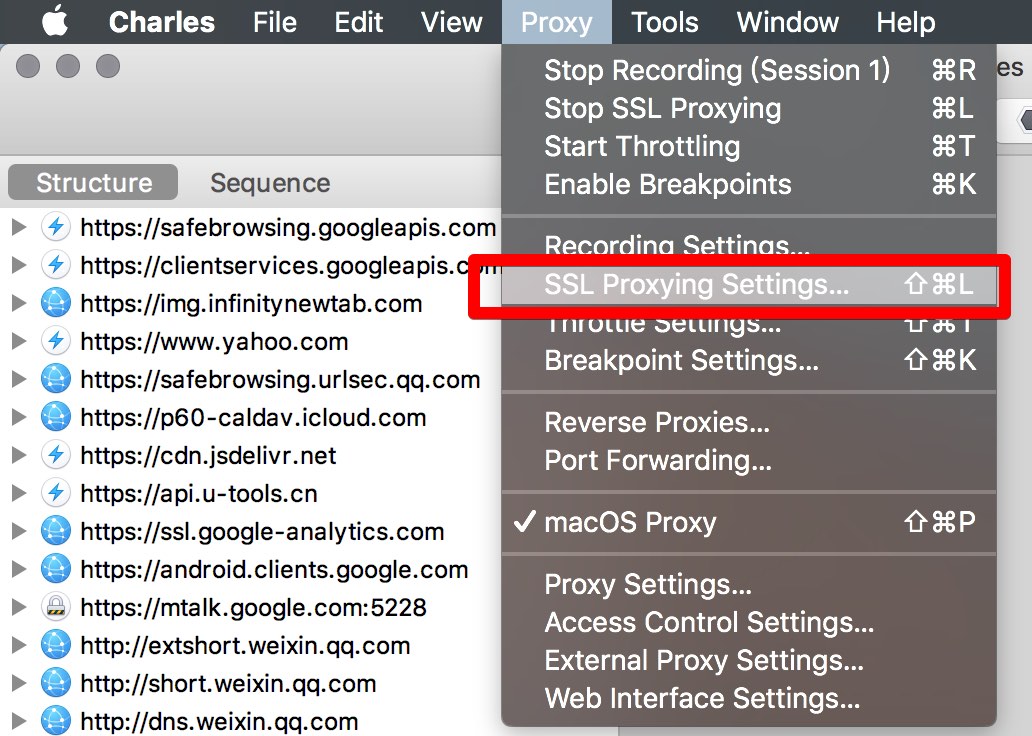 Charles File Edit View Proxy Tools Window Help
Stop Recording (Session 1) ⌘R
Stop SSL Proxying ⌘L
Start Throttling ⌘T
Enable Breakpoints ⌘K
Recording Settings...
SSL Proxying Settings... ⇧⌘L
Throttle Settings... ⇧⌘T
Breakpoint Settings... ⇧⌘K
Reverse Proxies...
Port Forwarding...
✓ macOS Proxy ⇧⌘P
Proxy Settings...
Access Control Settings...
External Proxy Settings...
Web Interface Settings...
es
Structure Sequence
https://safebrowsing.googleapis.com
https://clientservices.googleapis.com
https://img.infinitynewtab.com
https://www.yahoo.com
https://safebrowsing.urlsec.qq.com
https://p60-caldav.icloud.com
https://cdn.jsdelivr.net
https://api.u-tools.cn
https://ssl.google-analytics.com
https://android.clients.google.com
https://mtalk.google.com:5228
http://extshort.weixin.qq.com
http://short.weixin.qq.com
http://dns.weixin.qq.com